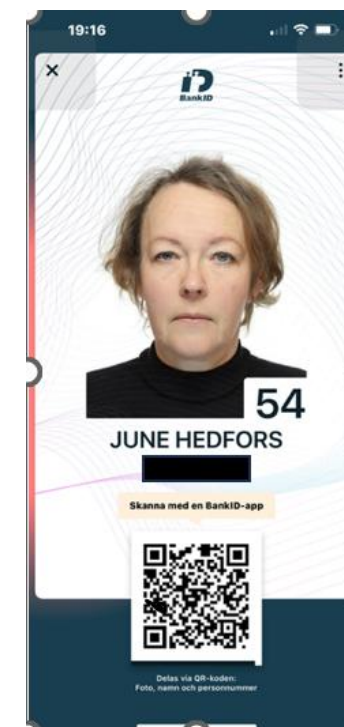 19:16
BankID
54
JUNE HEDFORS
Skanna med en BankID-app
Delas via QR-koden:
Foto, namn och personnummer